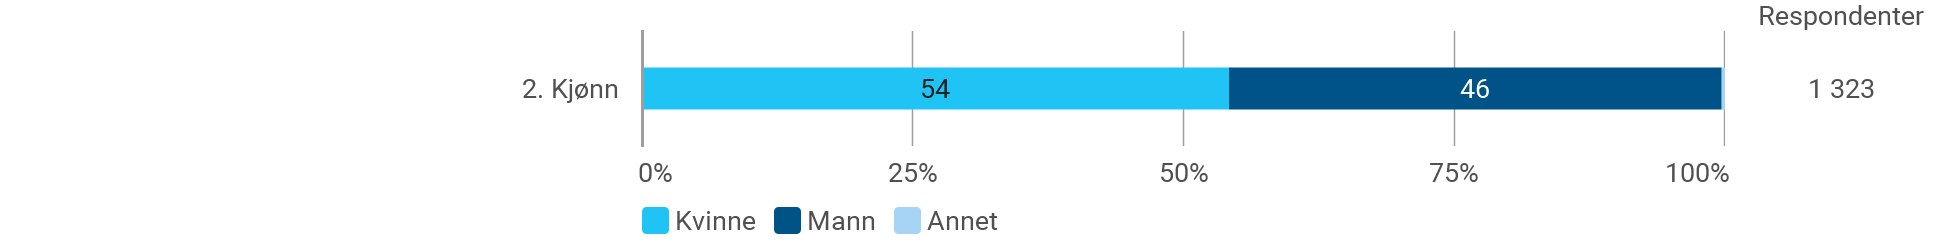 Respondenter
2. Kjønn 54 46 1 323
0% 25% 50% 75% 100%
Kvinne Mann Annet